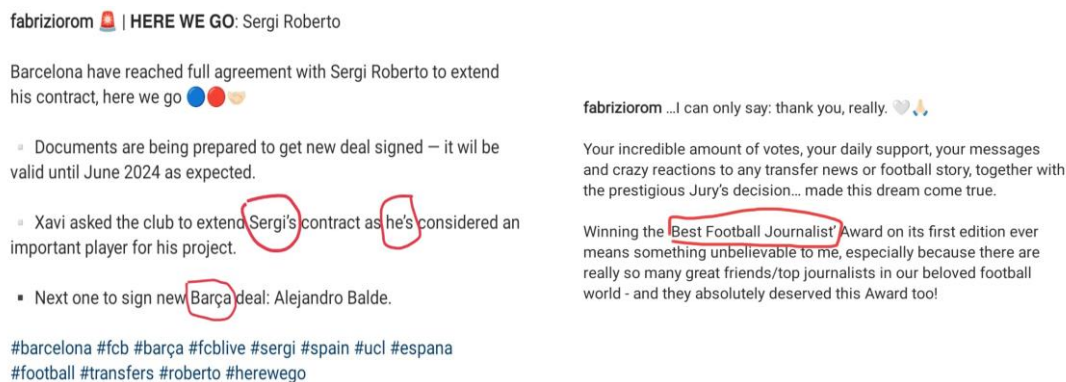 fabriziorom 🚨 | HERE WE GO: Sergi Roberto
Barcelona have reached full agreement with Sergi Roberto to extend
his contract, here we go 🔵🔴🤝🏻
▫️ Documents are being prepared to get new deal signed — it wil be
valid until June 2024 as expected.
▫️ Xavi asked the club to extend Sergi's contract as he's considered an
important player for his project.
▪️ Next one to sign new Barça deal: Alejandro Balde.
#barcelona #fcb #barça #fcblive #sergi #spain #ucl #espana
#football #transfers #roberto #herewego
fabriziorom ...I can only say: thank you, really. 🤍🙏🏻
Your incredible amount of votes, your daily support, your messages
and crazy reactions to any transfer news or football story, together with
the prestigious Jury's decision... made this dream come true.
Winning the 'Best Football Journalist' Award on its first edition ever
means something unbelievable to me, especially because there are
really so many great friends/top journalists in our beloved football
world - and they absolutely deserved this Award too!